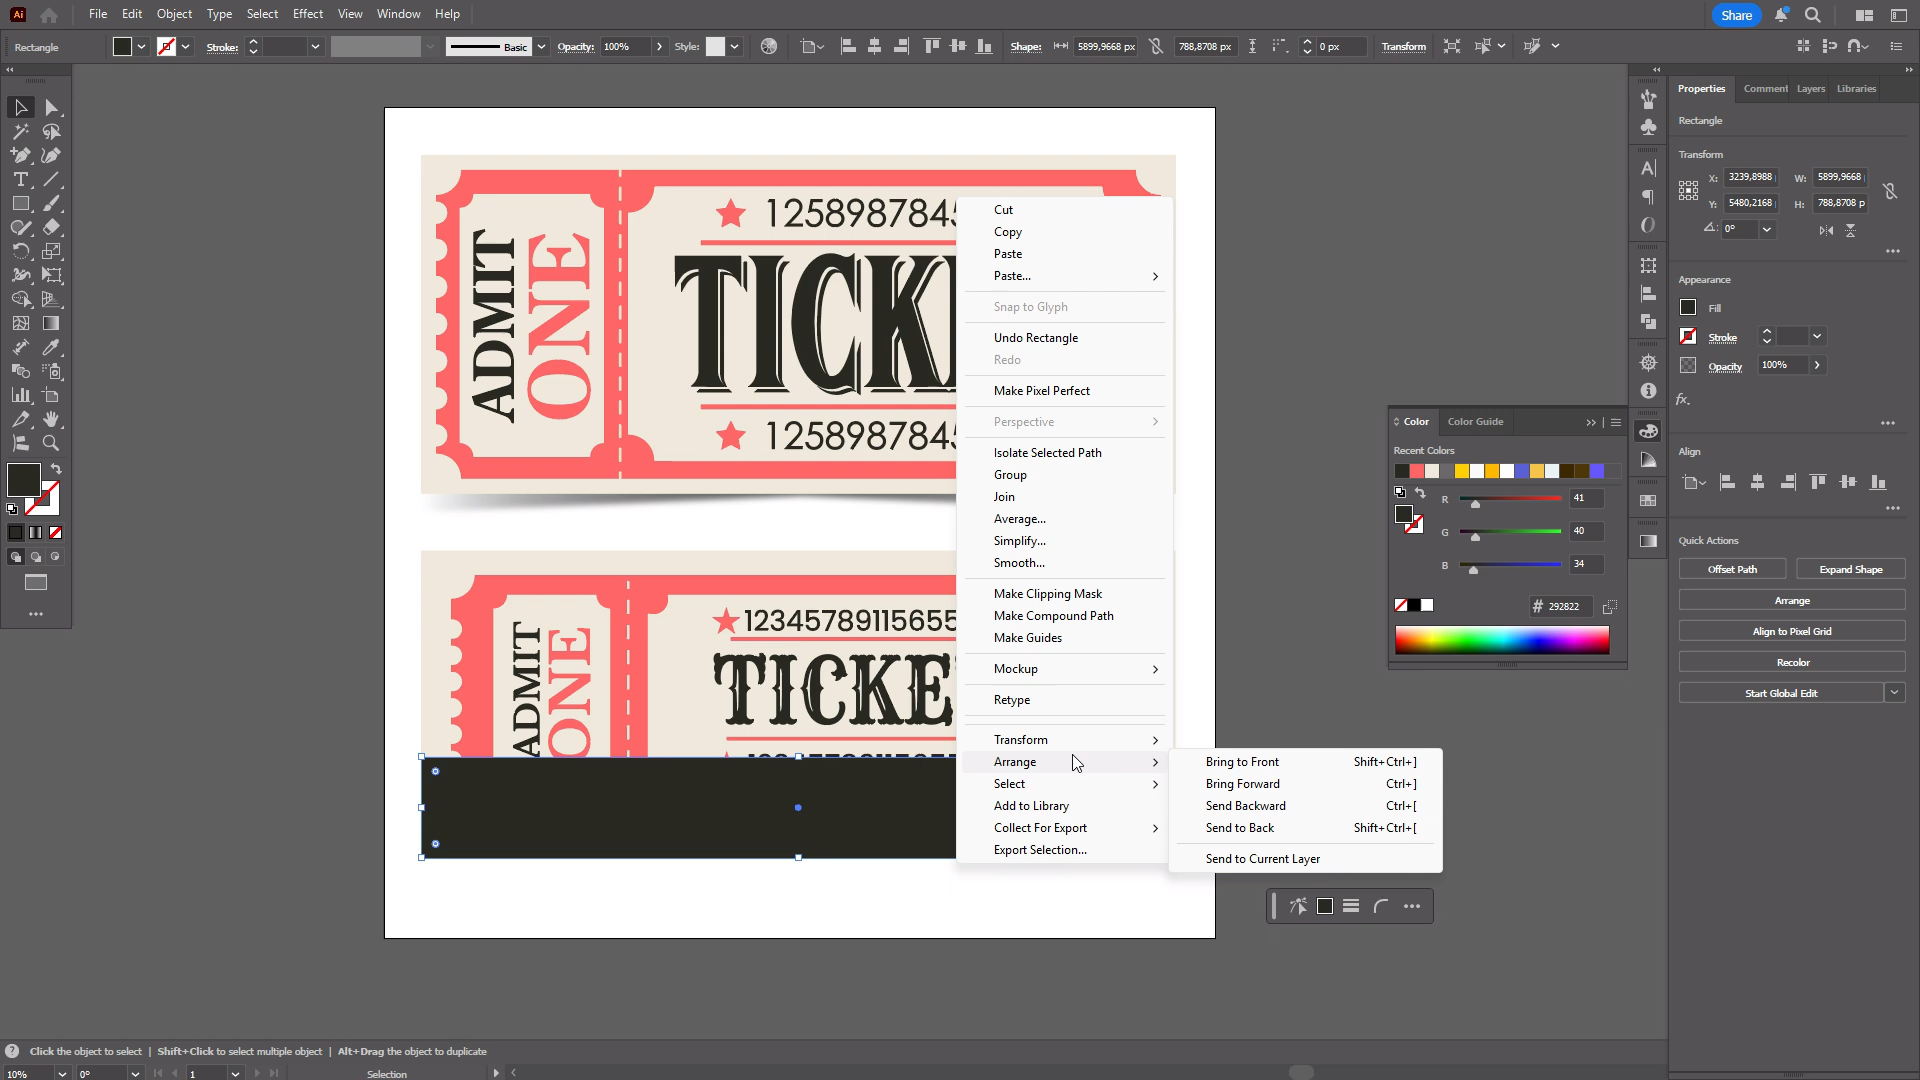 Ai File Edit Object Type Select Effect View Window Help Share
Rectangle Stroke: Basic Opacity: 100% Style: Shape: 5899,9668 px 788,8708 px 0 px Transform
Properties Comment Layers Libraries
Rectangle
Transform
X: 3239,8988 W: 5899,9668
Y: 5480,2168 H: 788,8708 p
0°
Appearance
Fill
Stroke
Opacity 100%
fx.
Align
Quick Actions
Offset Path Expand Shape
Arrange
Align to Pixel Grid
Recolor
Start Global Edit
Color Color Guide
Recent Colors
R 41
G 40
B 34
# 292822
ADMIT
ONE
125898784
TICK
125898784
ADMIT
ONE
12345789115655
TICKE
Cut
Copy
Paste
Paste...
Snap to Glyph
Undo Rectangle
Redo
Make Pixel Perfect
Perspective
Isolate Selected Path
Group
Join
Average...
Simplify...
Smooth...
Make Clipping Mask
Make Compound Path
Make Guides
Mockup
Retype
Transform
Arrange
Select
Add to Library
Collect For Export
Export Selection...
Bring to Front Shift+Ctrl+]
Bring Forward Ctrl+]
Send Backward Ctrl+[
Send to Back Shift+Ctrl+[
Send to Current Layer
Click the object to select | Shift+Click to select multiple object | Alt+Drag the object to duplicate
10% 0° 1 Selection